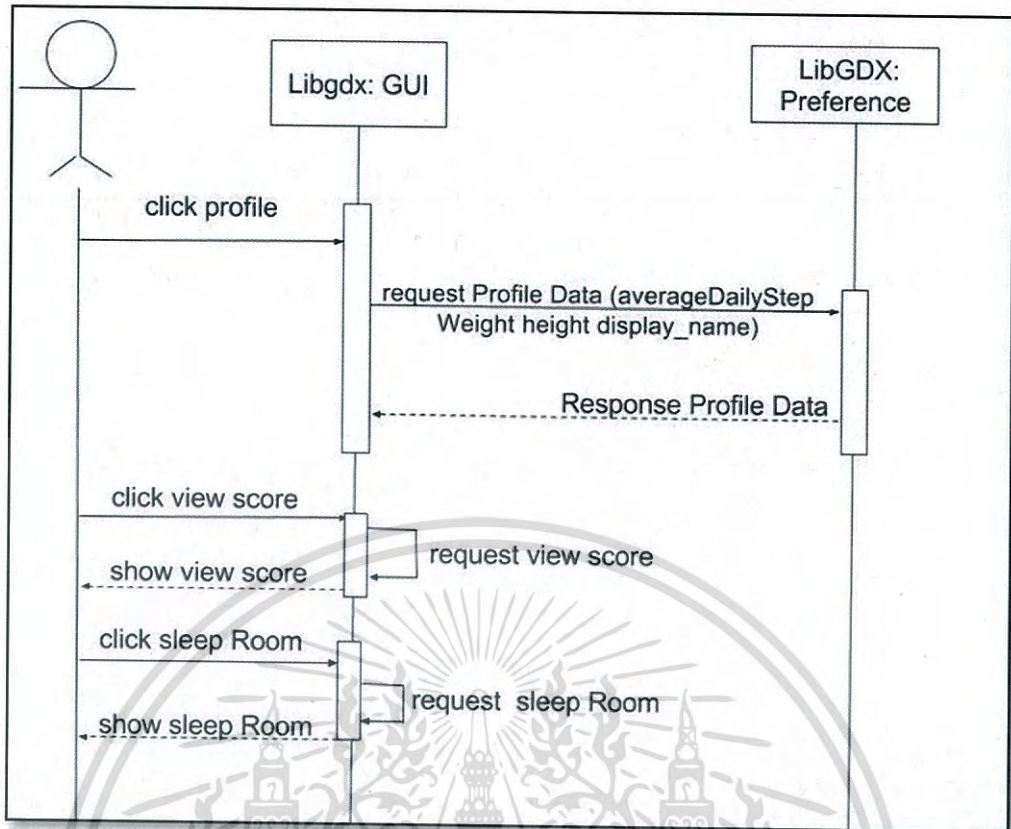 Libgdx: GUI
LibGDX:
Preference
click profile
request Profile Data (averageDailyStep
Weight height display_name)
Response Profile Data
click view score
request view score
show view score
click sleep Room
request sleep Room
show sleep Room